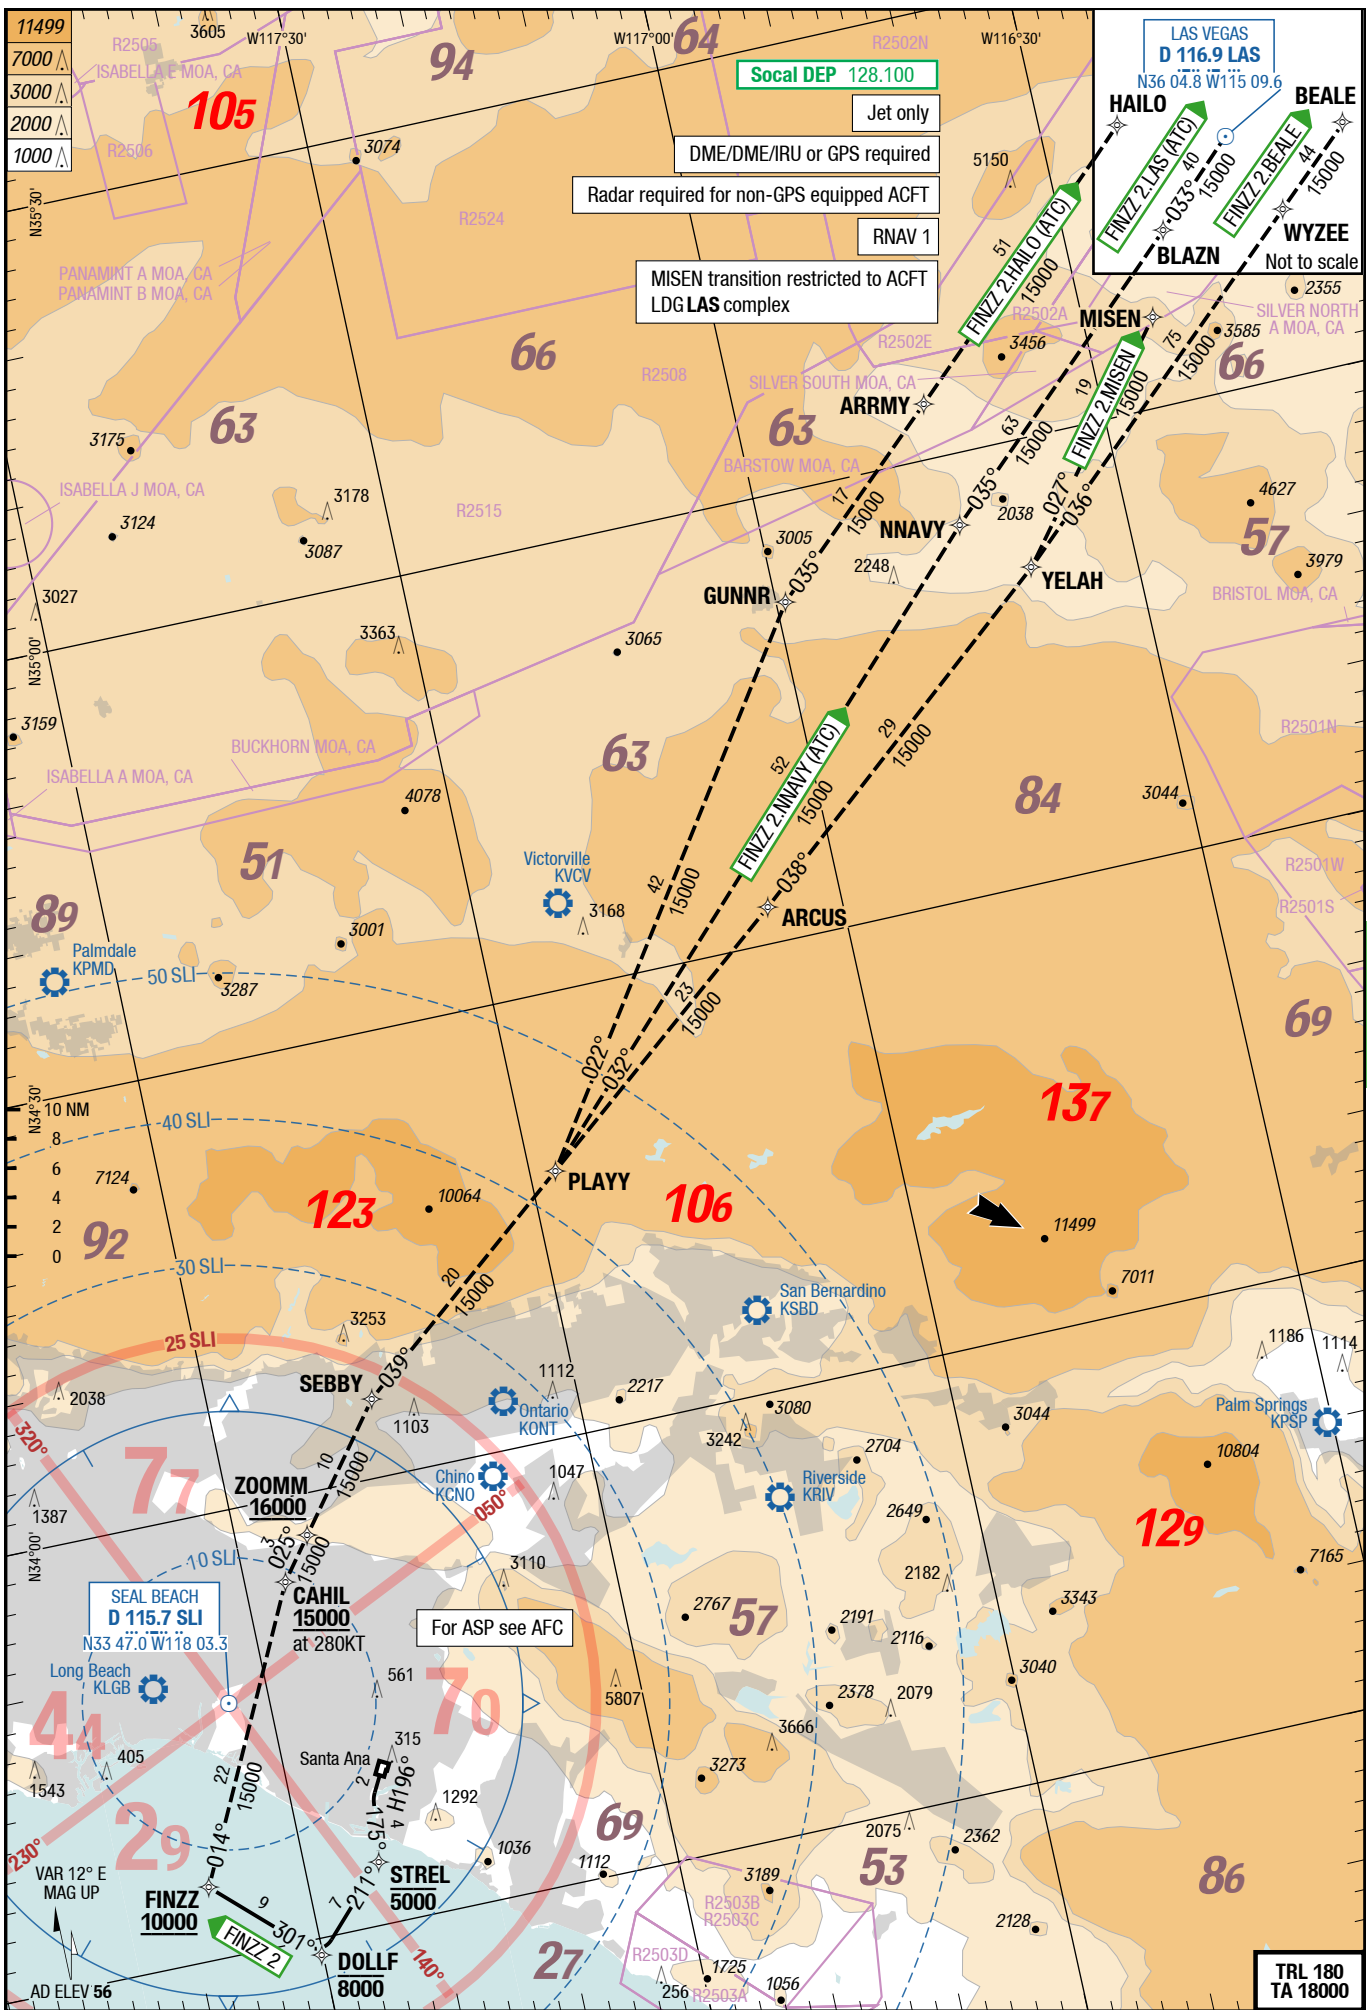 11499
7000
3000
2000
1000
3605
W117°30'
W117°00'
W116°30'
R2505
ISABELLA E MOA, CA
R2506
94
64
R2502N
105
3074
Socal DEP 128.100
Jet only
DME/DME/IRU or GPS required
Radar required for non-GPS equipped ACFT
RNAV 1
MISEN transition restricted to ACFT
LDG LAS complex
LAS VEGAS
D 116.9 LAS
N36 04.8 W115 09.6
HAILO
BEALE
FINZZ 2.LAS (ATC)
FINZZ 2.BEALE
40
033°
15000
44
15000
BLAZN
WYZEE
Not to scale
5150
N35°30'
R2524
PANAMINT A MOA, CA
PANAMINT B MOA, CA
51
FINZZ 2.HAILO (ATC)
15000
R2502A
2355
SILVER NORTH
A MOA, CA
MISEN
3585
3456
R2502E
75
15000
66
66
R2508
SILVER SOUTH MOA, CA
19
FINZZ 2.MISEN
15000
63
63
ARRMY
3175
63
15000
BARSTOW MOA, CA
ISABELLA J MOA, CA
3178
R2515
17
15000
035°
2038
027°
036°
4627
3124
3087
NNAVY
57
3005
2248
3979
035°
YELAH
BRISTOL MOA, CA
GUNNR
3027
3363
3065
N35°00'
3159
BUCKHORN MOA, CA
ISABELLA A MOA, CA
63
R2501N
29
15000
52
FINZZ 2.NNAVY (ATC)
15000
84
3044
4078
51
Victorville
KVCV
038°
R2501W
R2501S
42
15000
89
3168
ARCUS
3001
Palmdale
KPMD
50 SLI
3287
23
15000
69
022°
032°
137
N34°30'
10 NM
8
6
4
2
0
40 SLI
7124
PLAYY
123
10064
106
11499
92
30 SLI
20
15000
7011
San Bernardino
KSBD
3253
25 SLI
1186
1114
039°
2038
SEBBY
1112
2217
3080
Ontario
KONT
1103
3242
3044
Palm Springs
KPSP
320°
2704
10804
77
10
15000
ZOOMM
16000
Chino
KCNO
1047
050°
Riverside
KRIV
1387
2649
129
N34°00'
3
025°
15000
10 SLI
3110
7165
SEAL BEACH
D 115.7 SLI
N33 47.0 W118 03.3
CAHIL
15000
at 280KT
For ASP see AFC
2182
2767
57
3343
2191
2116
Long Beach
KLGB
561
70
5807
3040
2378
2079
44
315
Santa Ana
3666
405
1543
22
15000
2
196TH
4
3273
29
1292
175°
69
2075
2362
230°
014°
1036
1112
53
VAR 12° E
MAG UP
STREL
5000
3189
86
FINZZ
10000
9
301°
7
211°
R2503B
R2503C
2128
FINZZ 2
DOLLF
8000
140°
27
R2503D
1725
256
R2503A
1056
AD ELEV 56
TRL 180
TA 18000